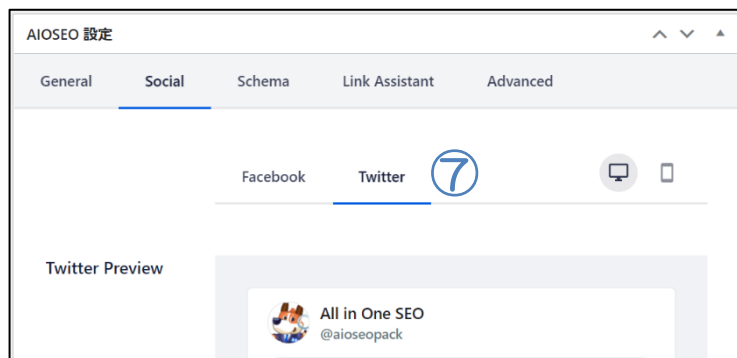 AIOSEO 設定
General Social Schema Link Assistant Advanced
Facebook Twitter ⑦
Twitter Preview
All in One SEO
@aioseopack